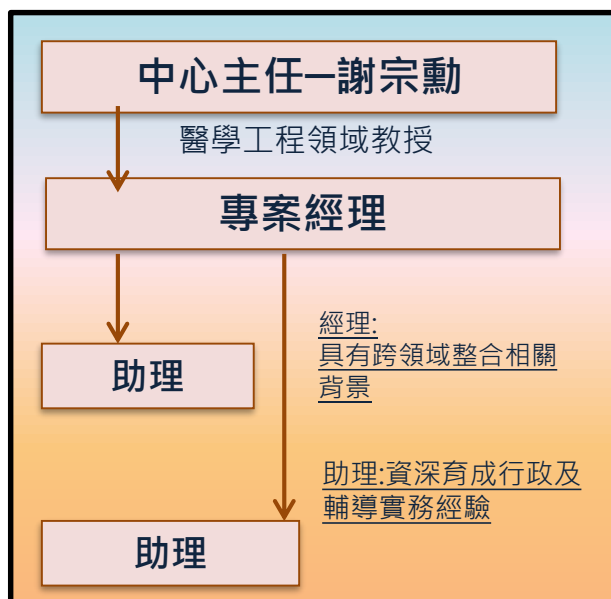 中心主任─謝宗勳
醫學工程領域教授
專案經理
經理:
具有跨領域整合相關
背景
助理
助理:資深育成行政及
輔導實務經驗
助理